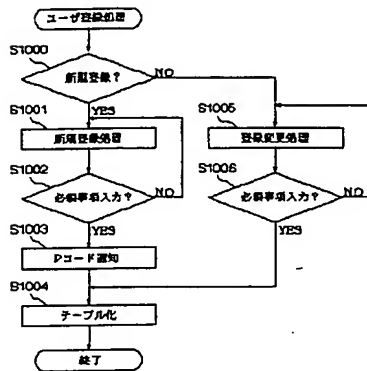 ユーザ登録処理
S1000
新規登録？
NO
YES
S1001
新規登録処理
S1005
登録変更処理
S1002
必須事項入力？
NO
YES
S1006
必須事項入力？
NO
YES
S1003
Pコード通知
S1004
テーブル化
終了